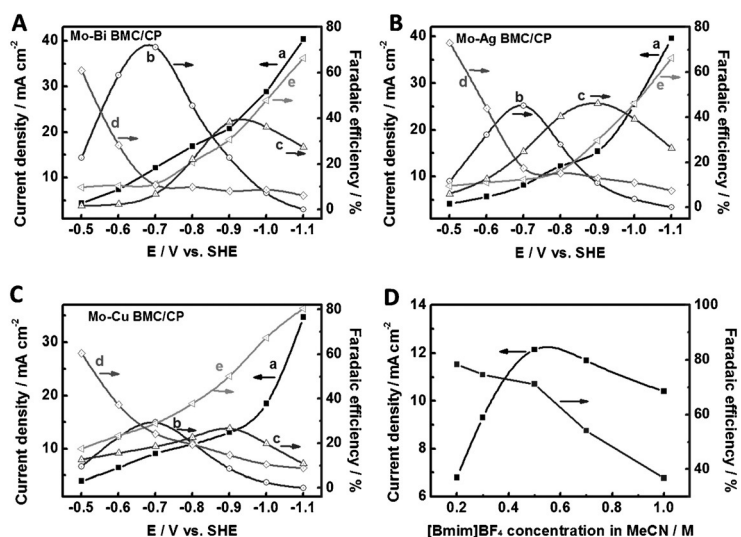 A
Mo-Bi BMC/CP
Current density / mA cm-2
40
30
20
10
a
b
c
d
e
80
60
40
20
0
Faradaic efficiency / %
-0.5 -0.6 -0.7 -0.8 -0.9 -1.0 -1.1
E / V vs. SHE
B
Mo-Ag BMC/CP
Current density / mA cm-2
40
30
20
10
a
b
c
d
e
80
60
40
20
0
Faradaic efficiency / %
-0.5 -0.6 -0.7 -0.8 -0.9 -1.0 -1.1
E / V vs. SHE
C
Mo-Cu BMC/CP
Current density / mA cm-2
35
25
15
5
a
b
c
d
e
80
60
40
20
0
Faradaic efficiency / %
-0.5 -0.6 -0.7 -0.8 -0.9 -1.0 -1.1
E / V vs. SHE
D
Current density / mA cm-2
14
12
10
8
6
100
80
60
40
Faradaic efficiency / %
0.2 0.4 0.6 0.8 1.0
[Bmim]BF4 concentration in MeCN / M